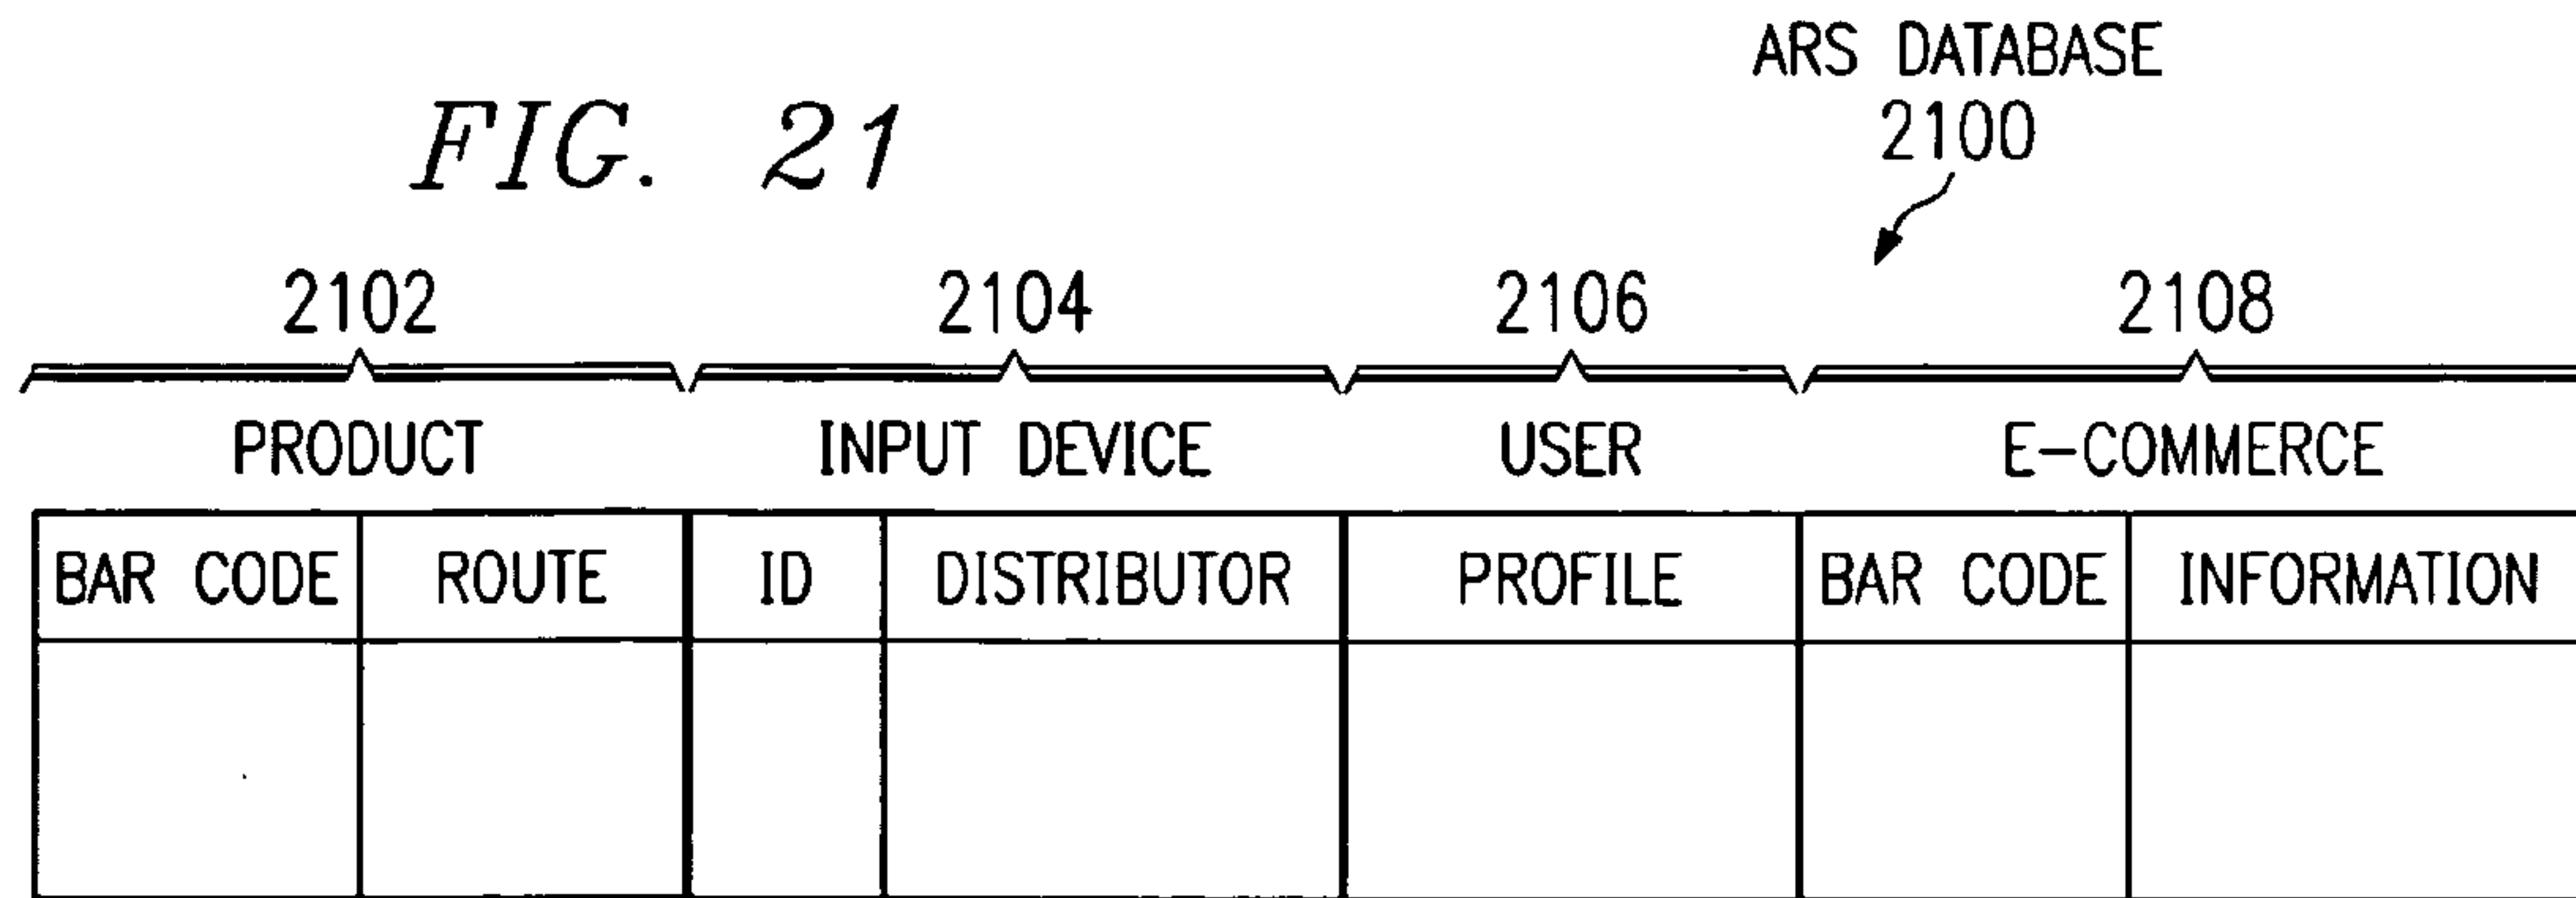 ARS DATABASE
FIG. 21
2100
2102 2104 2106 2108
PRODUCT INPUT DEVICE USER E-COMMERCE
BAR CODE ROUTE ID DISTRIBUTOR PROFILE BAR CODE INFORMATION